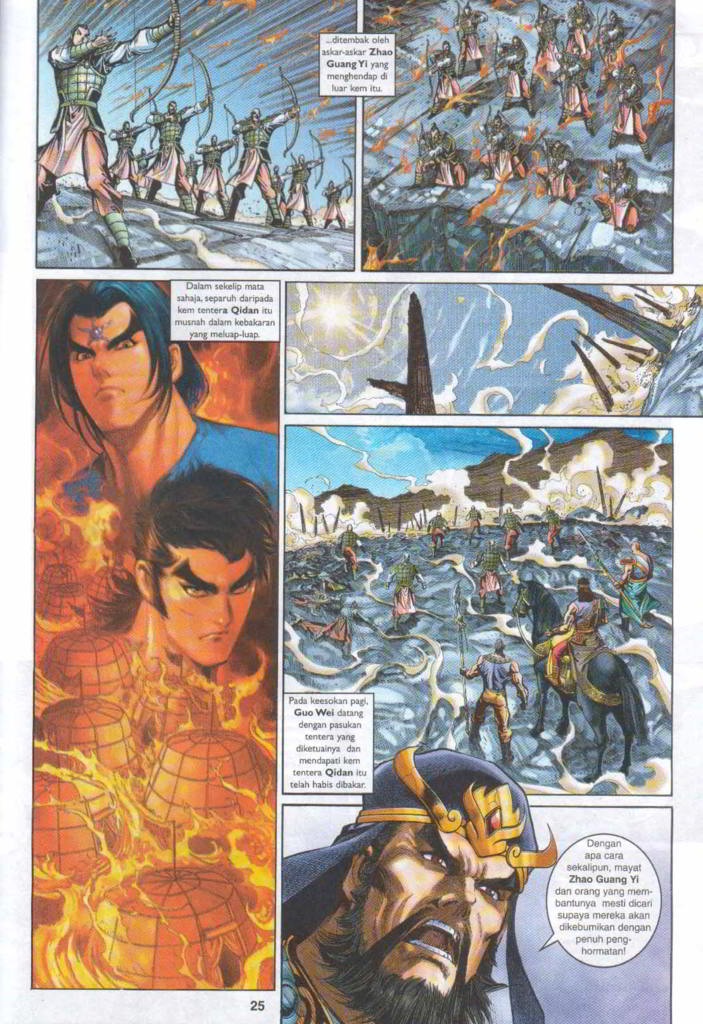 ...ditembak oleh
askar-askar Zhao
Guang Yi yang
menghendap di
luar kem itu.
Dalam sekelip mata
sahaja, separuh daripada
kem tentera Qidan itu
musnah dalam kebakaran
yang meluap-luap.
Pada keesokan pagi,
Guo Wei datang
dengan pasukan
tentera yang
diketuainya dan
mendapati kem
tentera Qidan itu
telah habis dibakar.
Dengan
apa cara
sekalipun, mayat
Zhao Guang Yi
dan orang yang mem-
bantunya mesti dicari
supaya mereka akan
dikebumikan dengan
penuh peng-
hormatan!
25